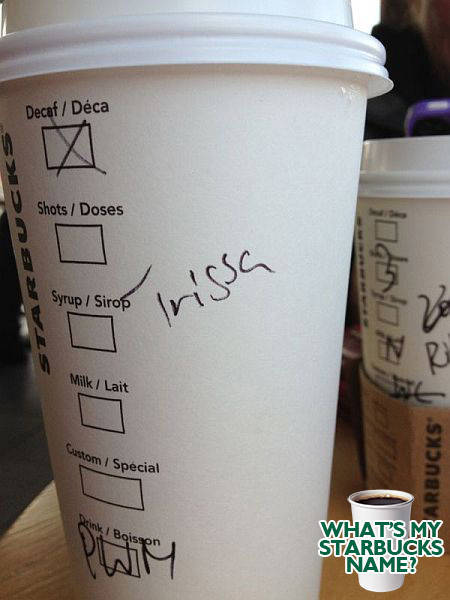 Decaf / Déca
Shots / Doses
Syrup / Sirop
Irissa
Milk / Lait
Custom / Spécial
Drink / Boisson
PWM
STARBUCKS
STARBUCKS
WHAT'S MY
STARBUCKS
NAME?